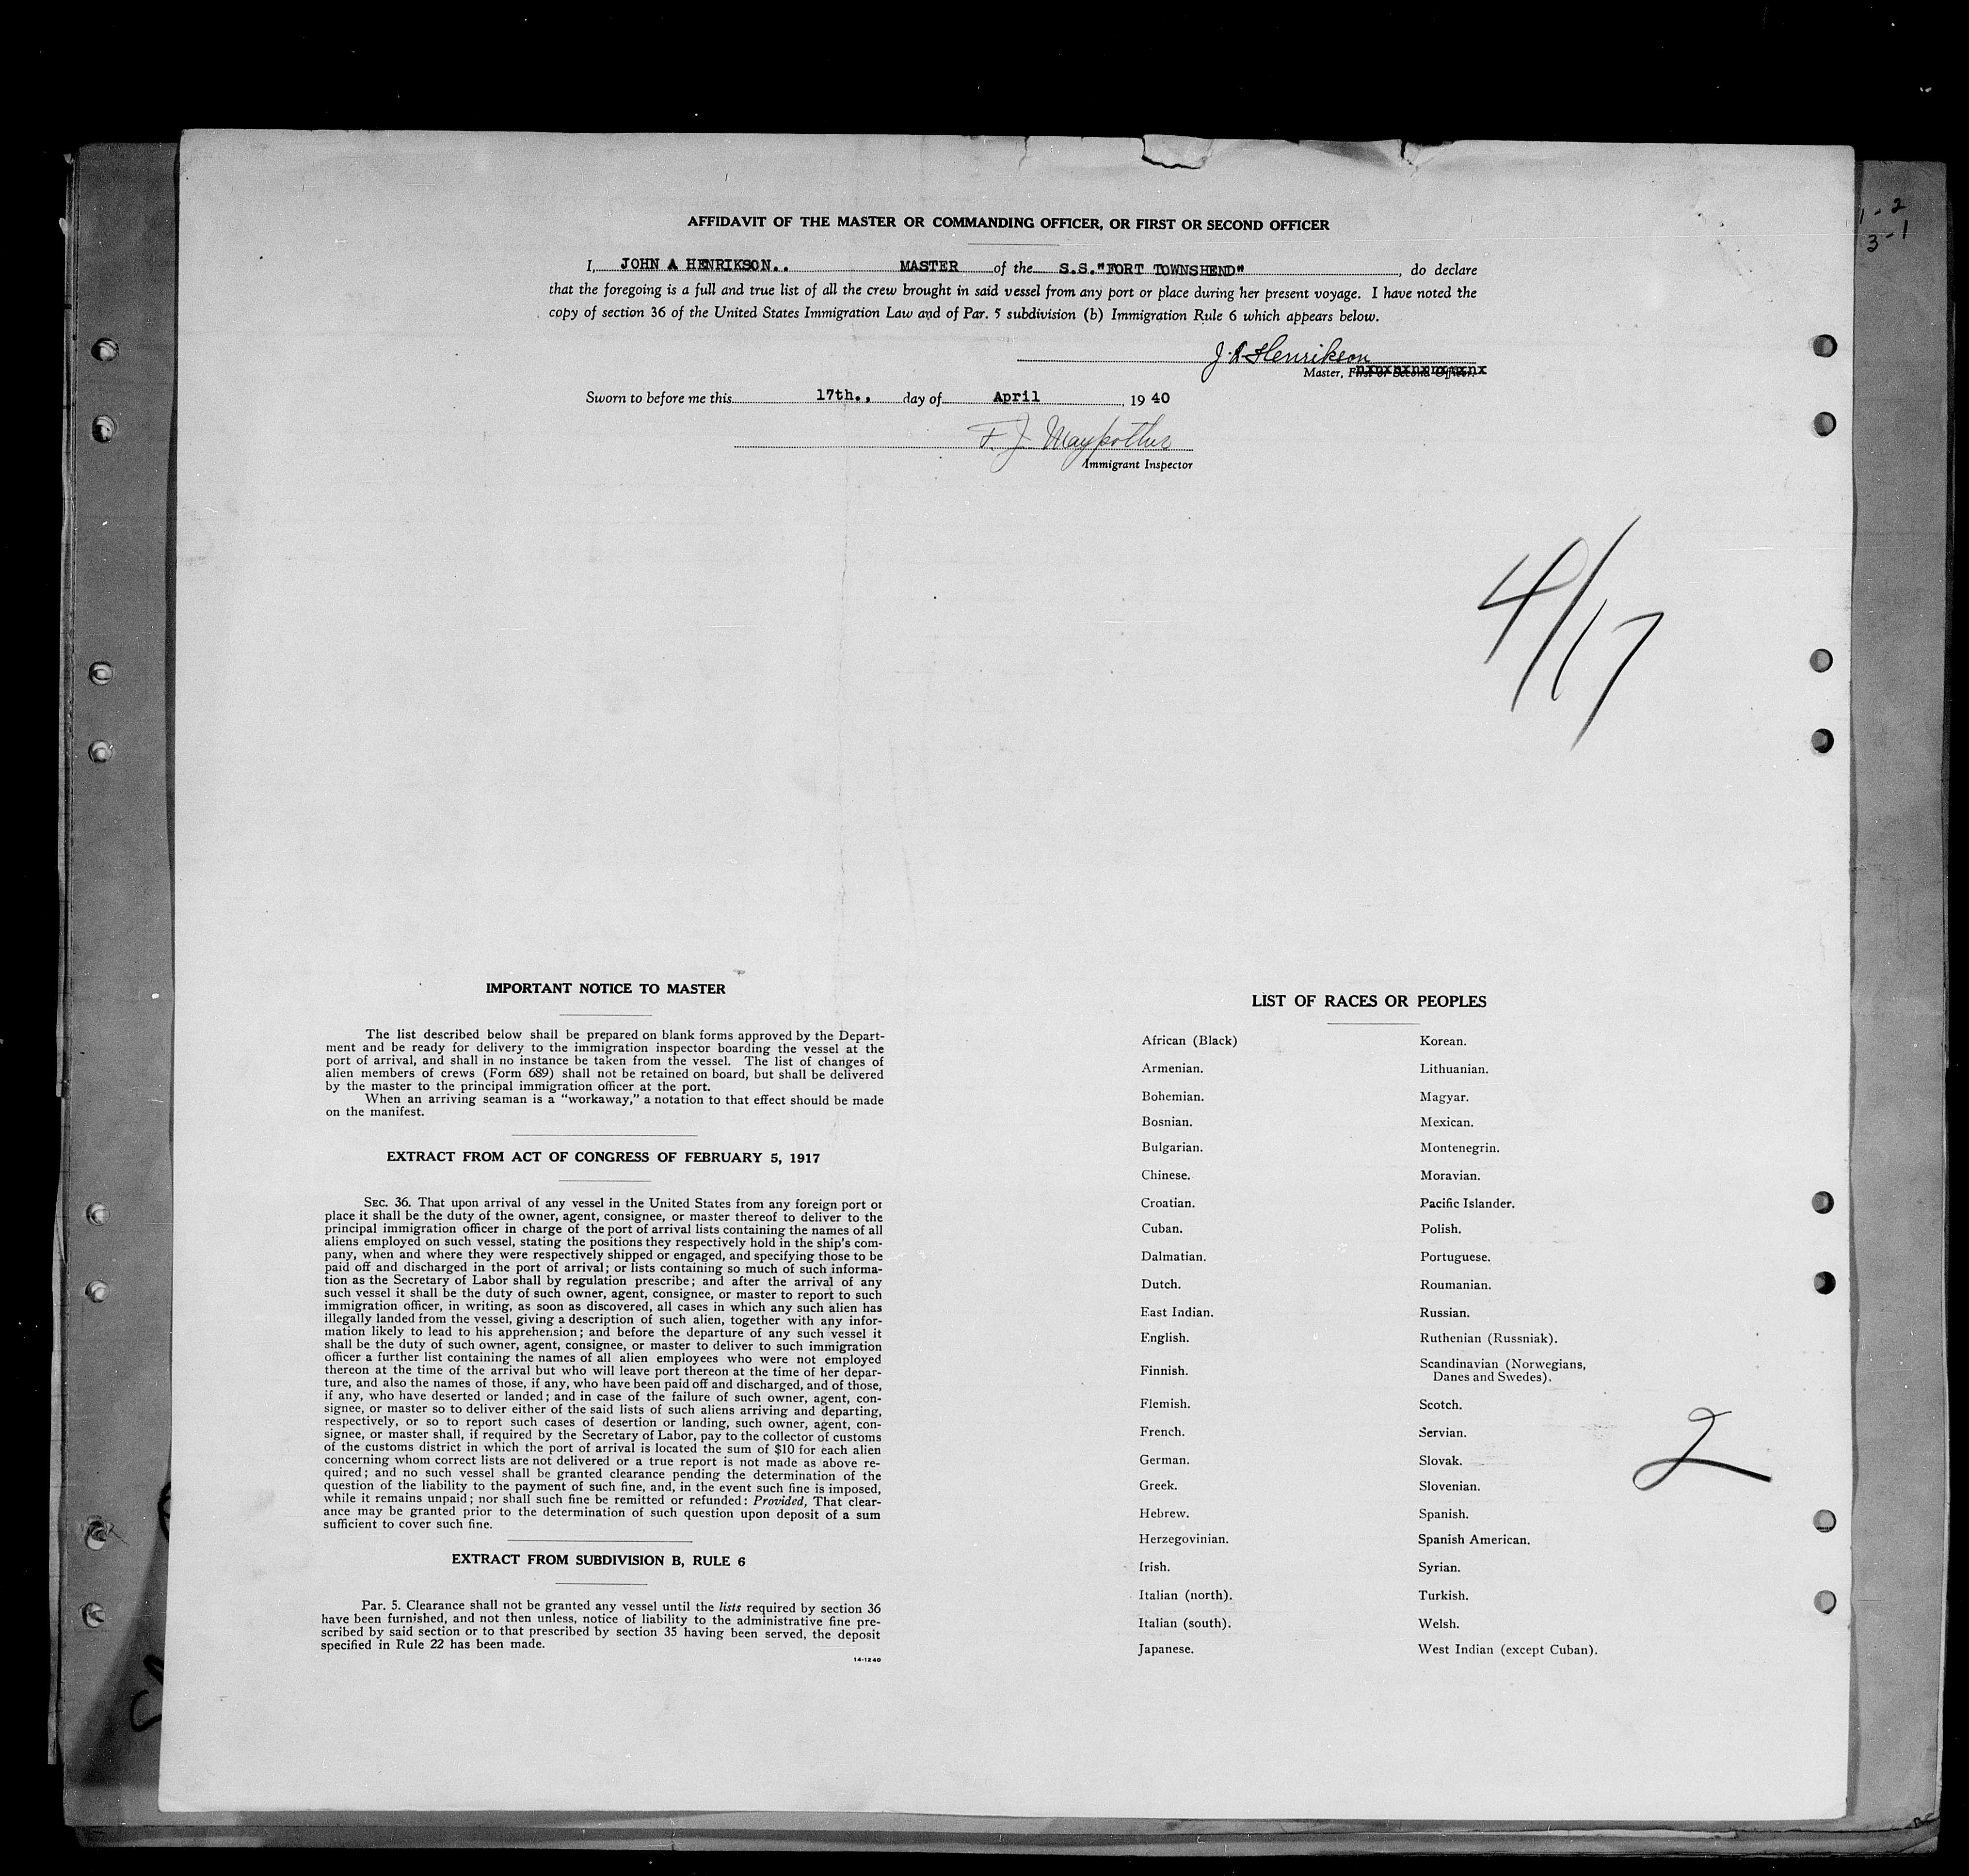 1-2
3-1
AFFIDAVIT OF THE MASTER OR COMMANDING OFFICER, OR FIRST OR SECOND OFFICER
I, JOHN A HENRIKSON.. MASTER of the S.S."FORT TOWNSHEND", do declare
that the foregoing is a full and true list of all the crew brought in said vessel from any port or place during her present voyage. I have noted the
copy of section 36 of the United States Immigration Law and of Par. 5 subdivision (b) Immigration Rule 6 which appears below.
J. A. Henrikson
Master, First or Second Officer.
Sworn to before me this 17th., day of April, 19 40
F. J.
Immigrant Inspector
4/17
IMPORTANT NOTICE TO MASTER
The list described below shall be prepared on blank forms approved by the Depart-
ment and be ready for delivery to the immigration inspector boarding the vessel at the
port of arrival, and shall in no instance be taken from the vessel. The list of changes of
alien members of crews (Form 689) shall not be retained on board, but shall be delivered
by the master to the principal immigration officer at the port.
When an arriving seaman is a "workaway," a notation to that effect should be made
on the manifest.
EXTRACT FROM ACT OF CONGRESS OF FEBRUARY 5, 1917
SEC. 36. That upon arrival of any vessel in the United States from any foreign port or
place it shall be the duty of the owner, agent, consignee, or master thereof to deliver to the
principal immigration officer in charge of the port of arrival lists containing the names of all
aliens employed on such vessel, stating the positions they respectively hold in the ship's com-
pany, when and where they were respectively shipped or engaged, and specifying those to be
paid off and discharged in the port of arrival; or lists containing so much of such informa-
tion as the Secretary of Labor shall by regulation prescribe; and after the arrival of any
such vessel it shall be the duty of such owner, agent, consignee, or master to report to such
immigration officer, in writing, as soon as discovered, all cases in which any such alien has
illegally landed from the vessel, giving a description of such alien, together with any infor-
mation likely to lead to his apprehension; and before the departure of any such vessel it
shall be the duty of such owner, agent, consignee, or master to deliver to such immigration
officer a further list containing the names of all alien employees who were not employed
thereon at the time of the arrival but who will leave port thereon at the time of her depar-
ture, and also the names of those, if any, who have been paid off and discharged, and of those,
if any, who have deserted or landed; and in case of the failure of such owner, agent, con-
signee, or master so to deliver either of the said lists of such aliens arriving and departing,
respectively, or so to report such cases of desertion or landing, such owner, agent, con-
signee, or master shall, if required by the Secretary of Labor, pay to the collector of customs
of the customs district in which the port of arrival is located the sum of $10 for each alien
concerning whom correct lists are not delivered or a true report is not made as above re-
quired; and no such vessel shall be granted clearance pending the determination of the
question of the liability to the payment of such fine, and, in the event such fine is imposed,
while it remains unpaid; nor shall such fine be remitted or refunded: Provided, That clear-
ance may be granted prior to the determination of such question upon deposit of a sum
sufficient to cover such fine.
EXTRACT FROM SUBDIVISION B, RULE 6
Par. 5. Clearance shall not be granted any vessel until the lists required by section 36
have been furnished, and not then unless, notice of liability to the administrative fine pre-
scribed by said section or to that prescribed by section 35 having been served, the deposit
specified in Rule 22 has been made.
14-1240
LIST OF RACES OR PEOPLES
African (Black)
Armenian.
Bohemian.
Bosnian.
Bulgarian.
Chinese.
Croatian.
Cuban.
Dalmatian.
Dutch.
East Indian.
English.
Finnish.
Flemish.
French.
German.
Greek.
Hebrew.
Herzegovinian.
Irish.
Italian (north).
Italian (south).
Japanese.
Korean.
Lithuanian.
Magyar.
Mexican.
Montenegrin.
Moravian.
Pacific Islander.
Polish.
Portuguese.
Roumanian.
Russian.
Ruthenian (Russniak).
Scandinavian (Norwegians,
Danes and Swedes).
Scotch.
Servian.
Slovak.
Slovenian.
Spanish.
Spanish American.
Syrian.
Turkish.
Welsh.
West Indian (except Cuban).
2